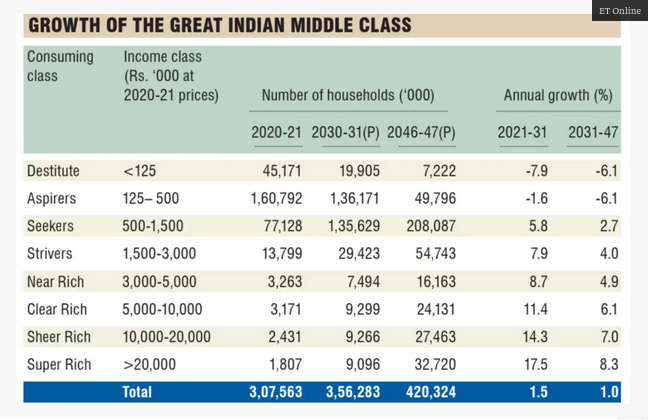 ET Online
GROWTH OF THE GREAT INDIAN MIDDLE CLASS
Consuming class Income class (Rs. ‘000 at 2020-21 prices) Number of households (‘000) Annual growth (%)
2020-21 2030-31(P) 2046-47(P) 2021-31 2031-47
Destitute <125 45,171 19,905 7,222 -7.9 -6.1
Aspirers 125– 500 1,60,792 1,36,171 49,796 -1.6 -6.1
Seekers 500-1,500 77,128 1,35,629 208,087 5.8 2.7
Strivers 1,500-3,000 13,799 29,423 54,743 7.9 4.0
Near Rich 3,000-5,000 3,263 7,494 16,163 8.7 4.9
Clear Rich 5,000-10,000 3,171 9,299 24,131 11.4 6.1
Sheer Rich 10,000-20,000 2,431 9,266 27,463 14.3 7.0
Super Rich >20,000 1,807 9,096 32,720 17.5 8.3
Total 3,07,563 3,56,283 420,324 1.5 1.0